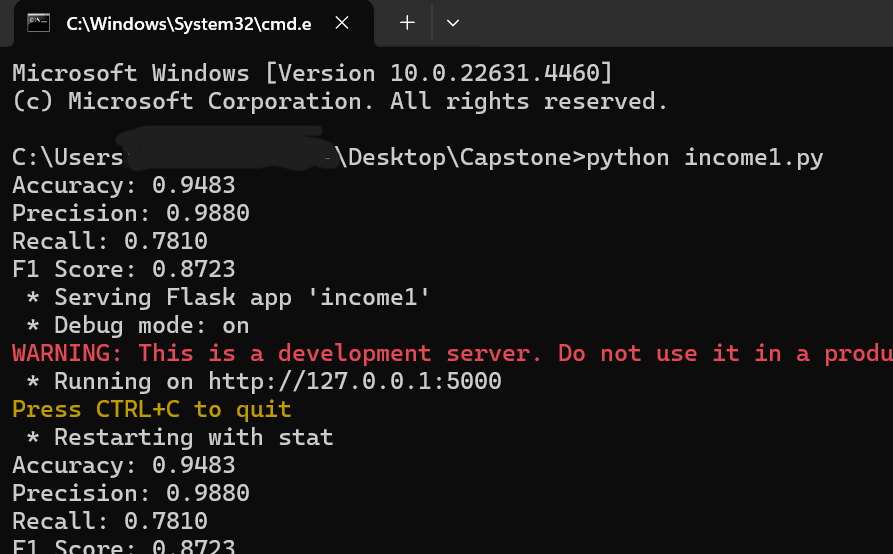 C:\Windows\System32\cmd.e
Microsoft Windows [Version 10.0.22631.4460]
(c) Microsoft Corporation. All rights reserved.
C:\Users \Desktop\Capstone>python income1.py
Accuracy: 0.9483
Precision: 0.9880
Recall: 0.7810
F1 Score: 0.8723
* Serving Flask app 'income1'
* Debug mode: on
WARNING: This is a development server. Do not use it in a produ
* Running on http://127.0.0.1:5000
Press CTRL+C to quit
* Restarting with stat
Accuracy: 0.9483
Precision: 0.9880
Recall: 0.7810
F1 Score: 0.8723